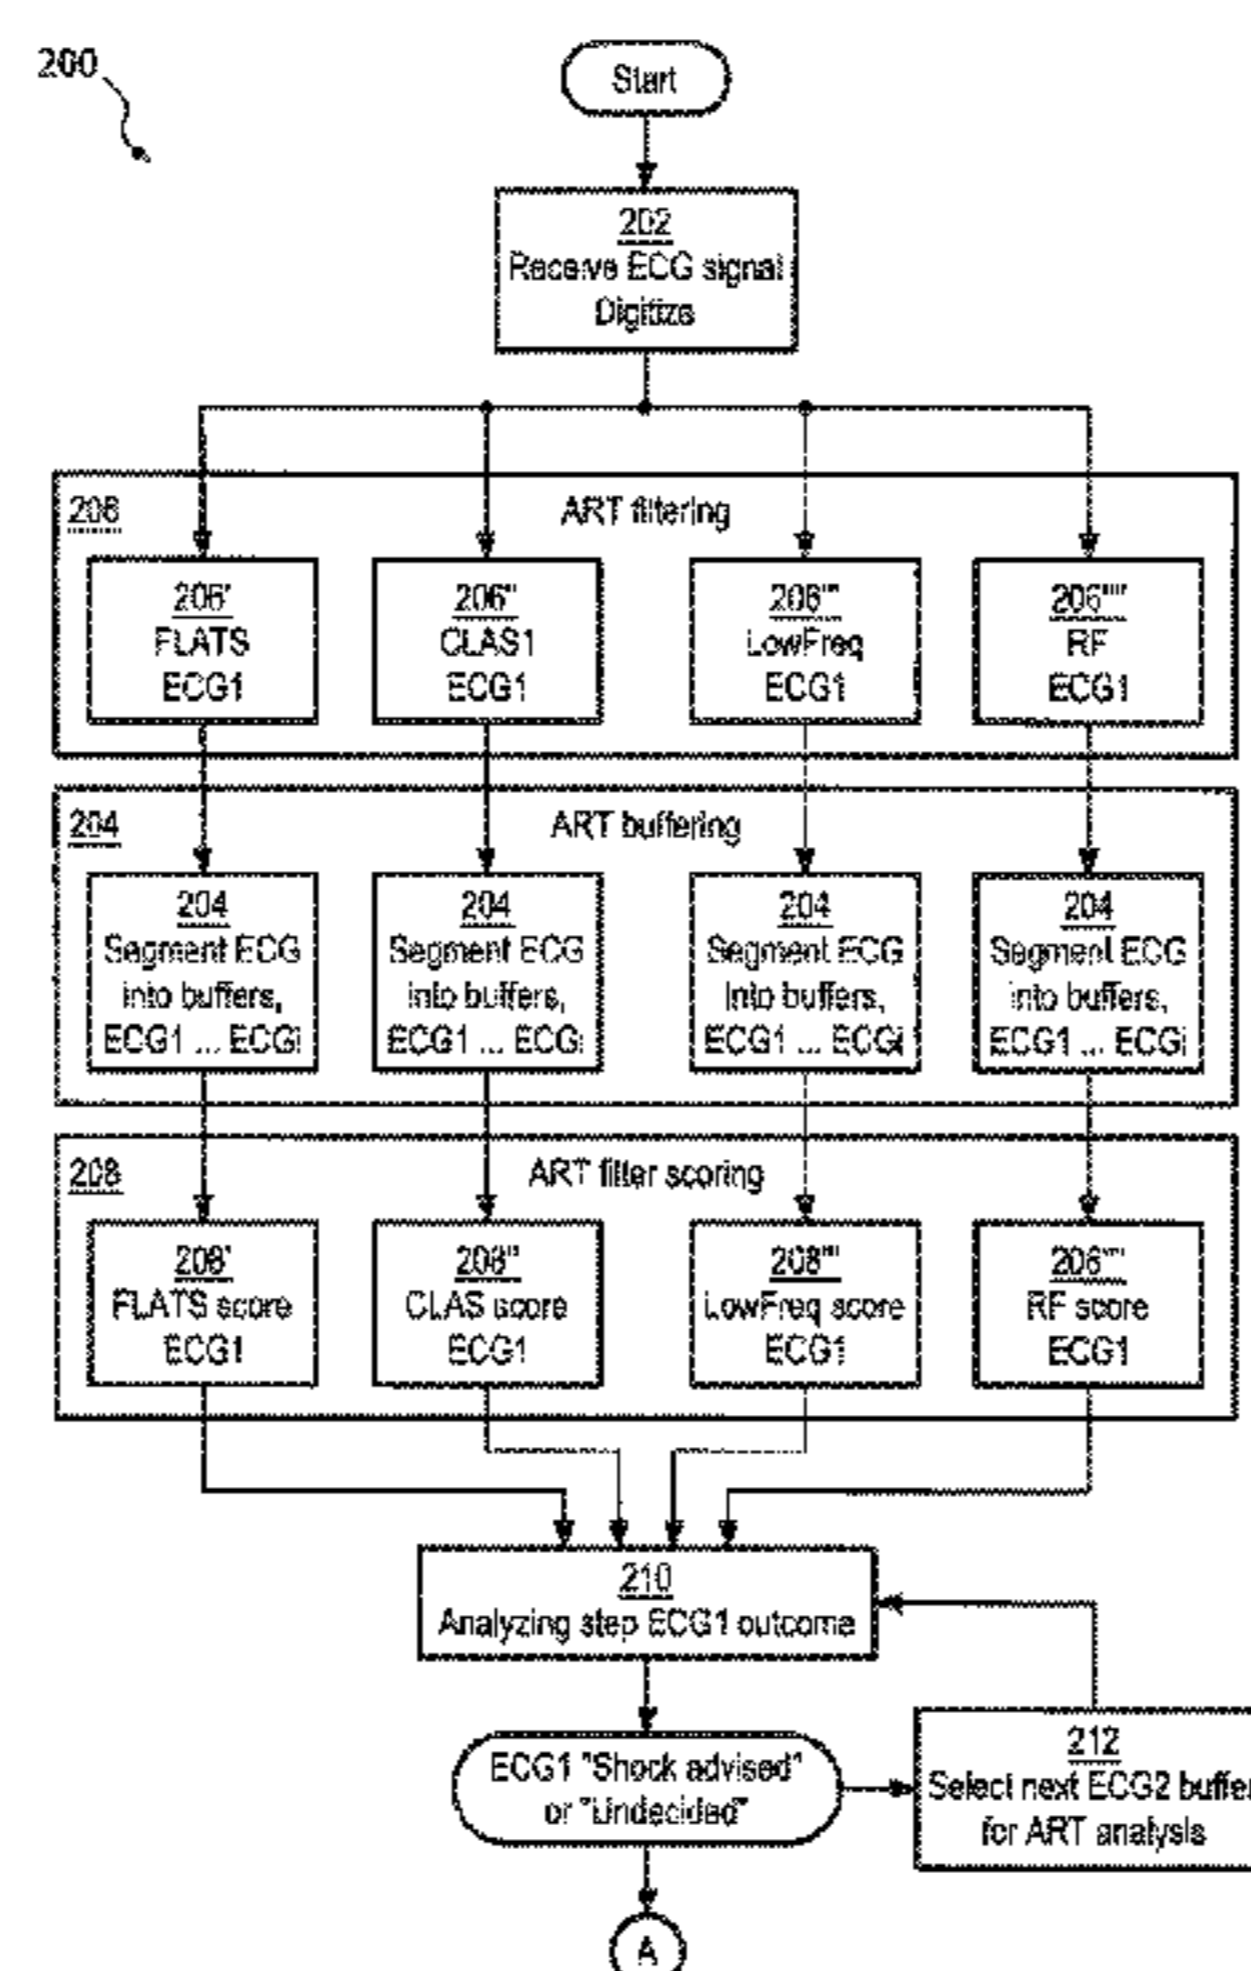 200
Start
202
Receive ECG signal
Digitize
206
ART filtering
206'
FLATS
ECG1
206"
CLAS1
ECG1
206'"
LowFreq
ECG1
206""
RF
ECG1
204
ART buffering
204
Segment ECG
into buffers,
ECG1 ... ECGi
204
Segment ECG
into buffers,
ECG1 ... ECGi
204
Segment ECG
into buffers,
ECG1 ... ECGi
204
Segment ECG
into buffers,
ECG1 ... ECGi
208
ART filter scoring
208'
FLATS score
ECG1
208"
CLAS score
ECG1
208'"
LowFreq score
ECG1
206""
RF score
ECG1
210
Analyzing step ECG1 outcome
ECG1 "Shock advised"
or "Undecided"
212
Select next ECG2 buffer
for ART analysis
A